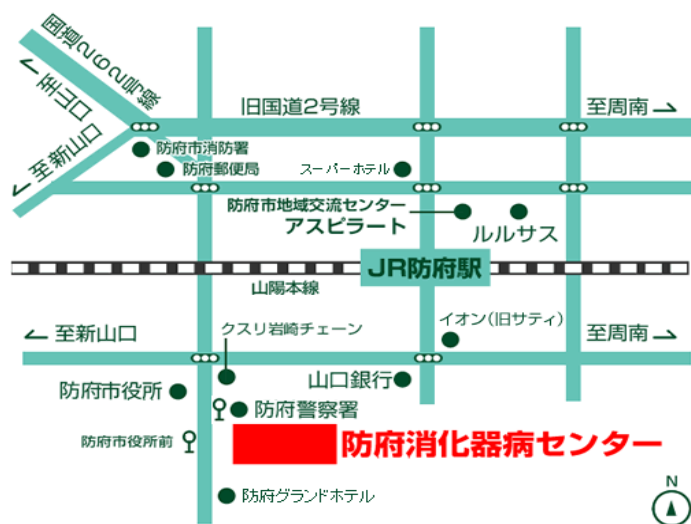 国道262号線
至山口
至新山口
旧国道2号線
至周南
防府市消防署
防府郵便局
スーパーホテル
防府市地域交流センター
アスピラート
ルルサス
JR防府駅
山陽本線
至新山口
クスリ岩崎チェーン
イオン(旧サティ)
至周南
防府市役所
山口銀行
防府警察署
防府市役所前
防府消化器病センター
防府グランドホテル
N